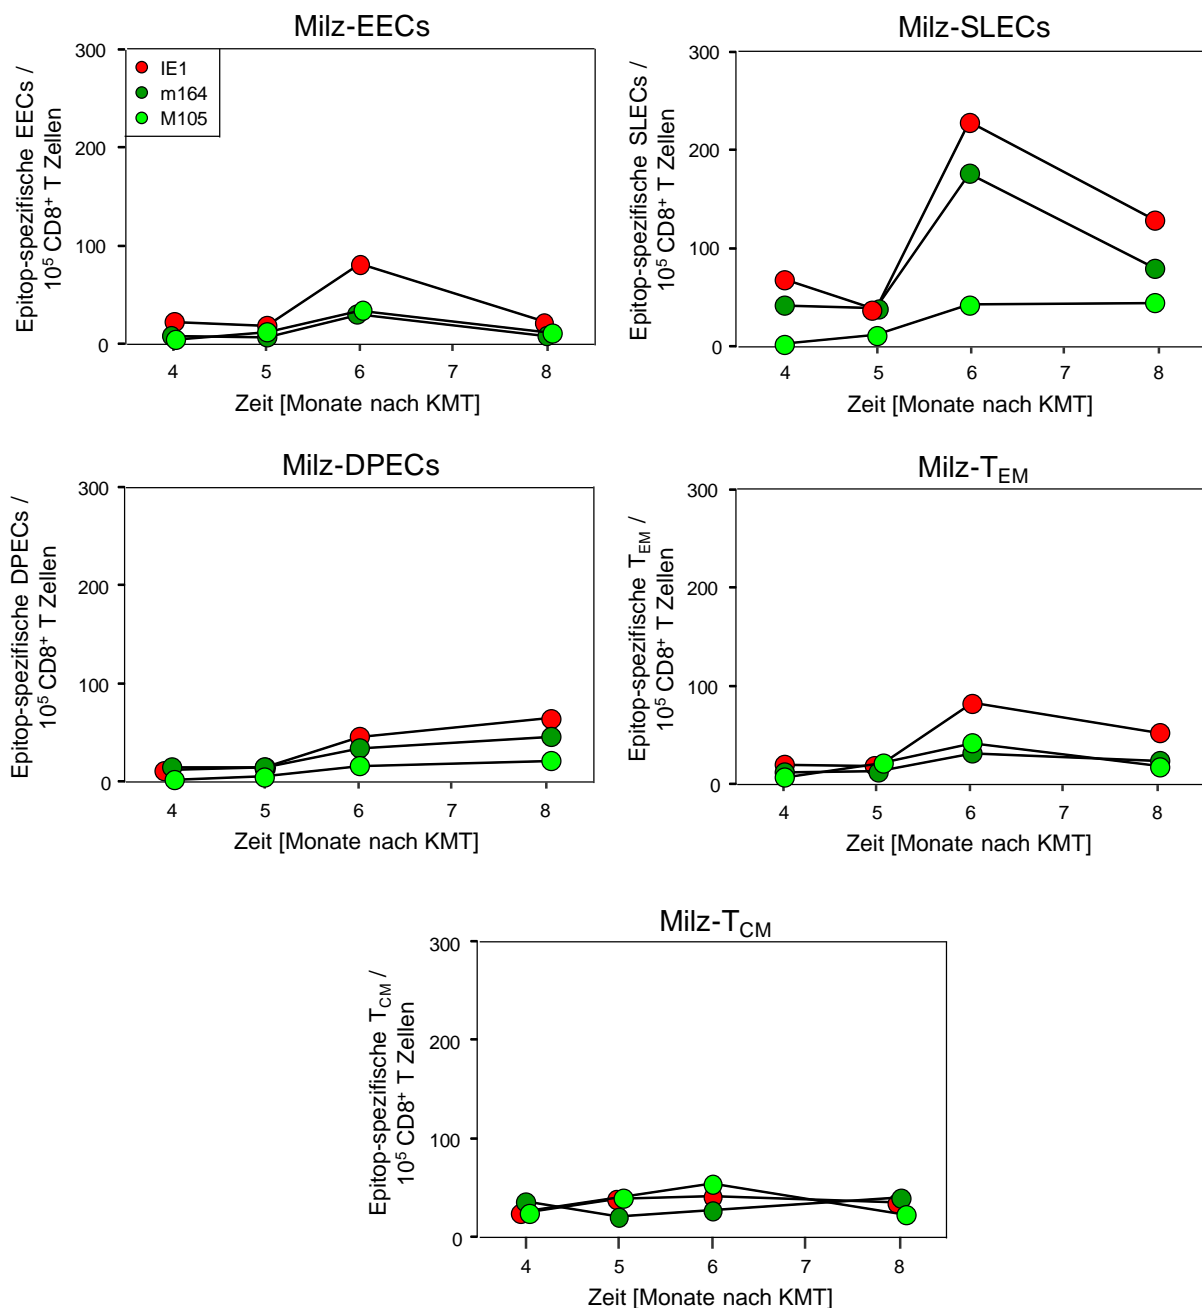 Milz-EECs
Epitop-spezifische EECs /
10⁵ CD8⁺ T Zellen
300
200
100
0
IE1
m164
M105
4 5 6 7 8
Zeit [Monate nach KMT]
Milz-SLECs
Epitop-spezifische SLECs /
10⁵ CD8⁺ T Zellen
300
200
100
0
4 5 6 7 8
Zeit [Monate nach KMT]
Milz-DPECs
Epitop-spezifische DPECs /
10⁵ CD8⁺ T Zellen
300
200
100
0
4 5 6 7 8
Zeit [Monate nach KMT]
Milz-T_EM
Epitop-spezifische T_EM /
10⁵ CD8⁺ T Zellen
300
200
100
0
4 5 6 7 8
Zeit [Monate nach KMT]
Milz-T_CM
Epitop-spezifische T_CM /
10⁵ CD8⁺ T Zellen
300
200
100
0
4 5 6 7 8
Zeit [Monate nach KMT]